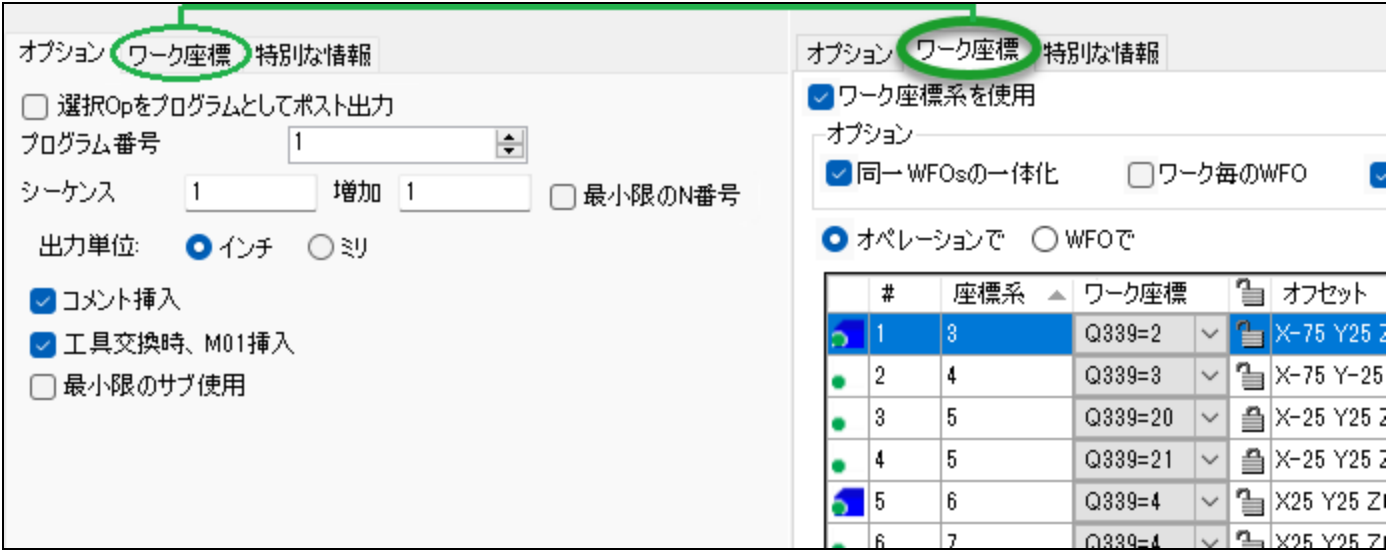 オプション ワーク座標 特別な情報
選択Opをプログラムとしてポスト出力
プログラム番号 1
シーケンス 1 増加 1 最小限のN番号
出力単位: インチ ミリ
コメント挿入
工具交換時、M01挿入
最小限のサブ使用
オプション ワーク座標 特別な情報
ワーク座標系を使用
オプション
同一WFOsの一体化 ワーク毎のWFO
オペレーションで WFOで
# 座標系 ワーク座標 オフセット
1 3 Q339=2 X-75 Y25 Z
2 4 Q339=3 X-75 Y-25
3 5 Q339=20 X-25 Y25 Z
4 5 Q339=21 X-25 Y25 Z
5 6 Q339=4 X25 Y25 Z
6 7 Q339=4 X25 Y25 Z